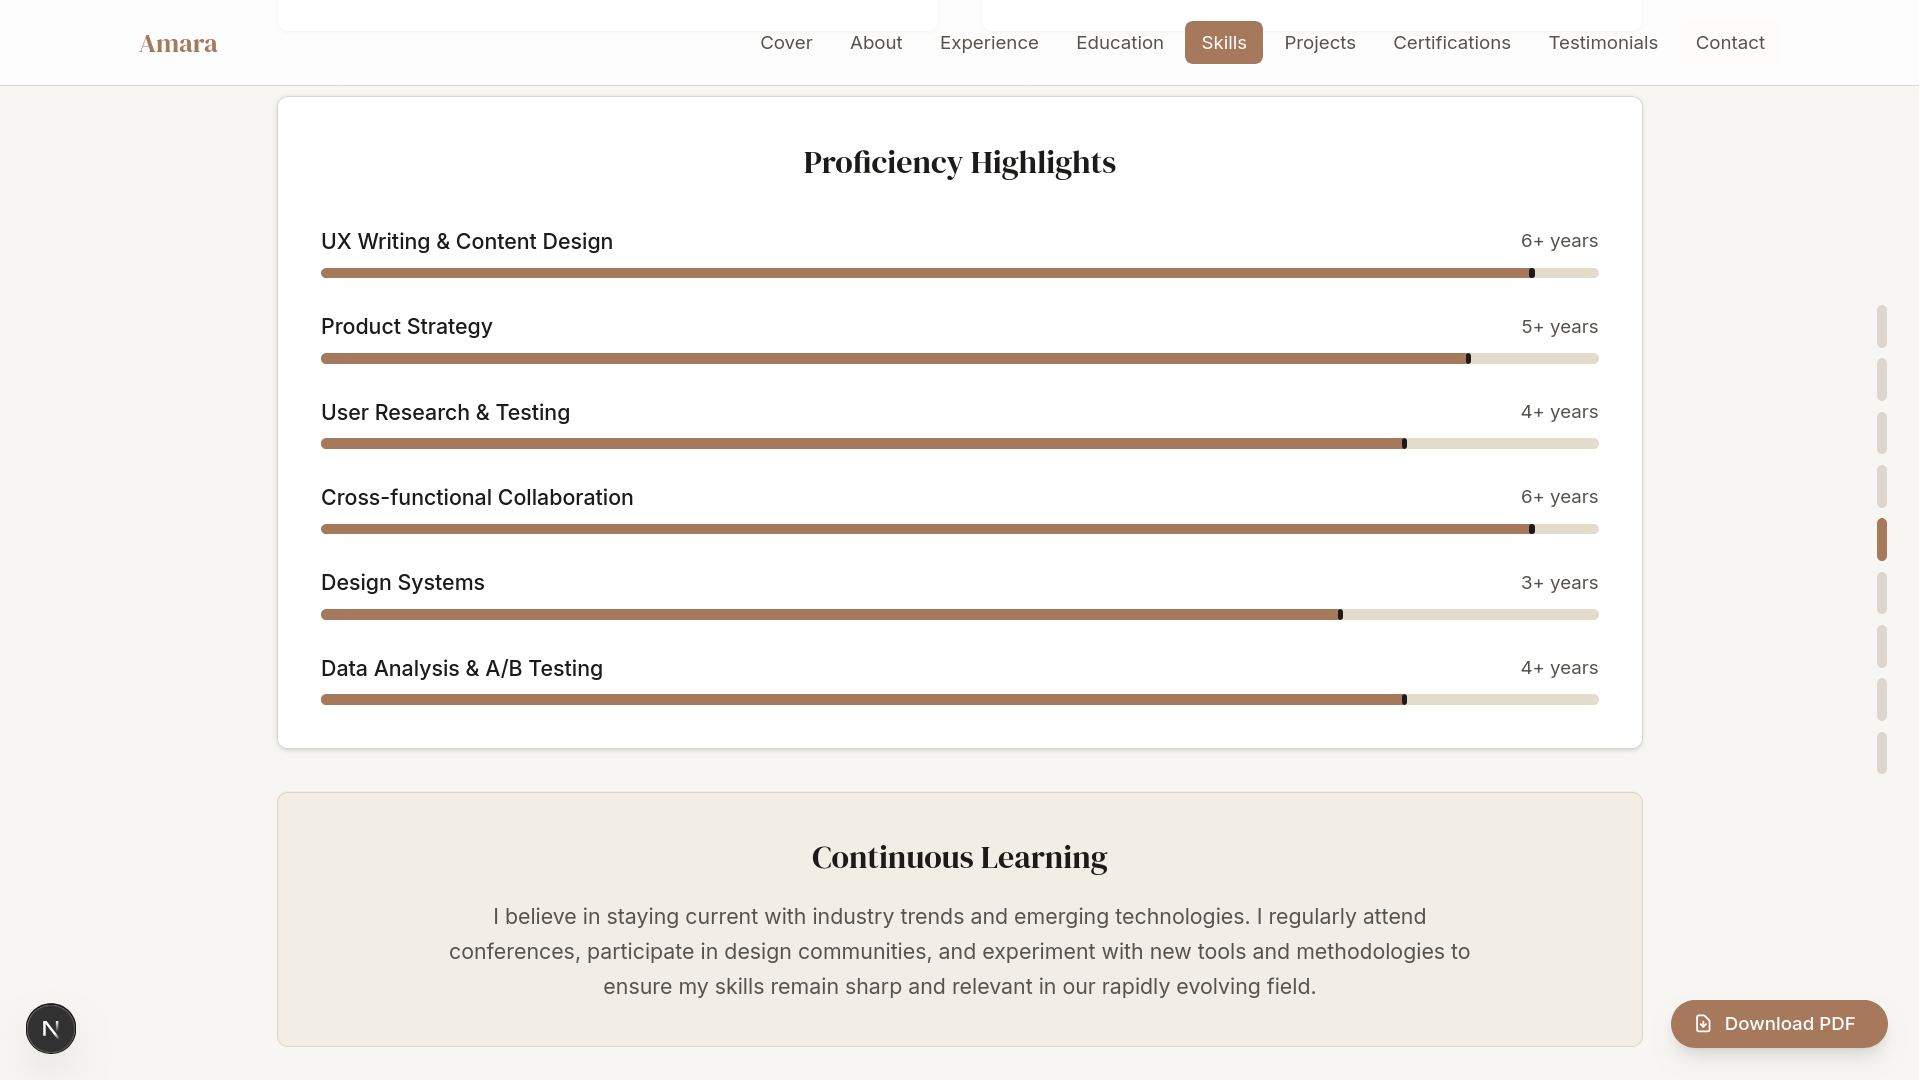 Amara
Cover
About
Experience
Education
Skills
Projects
Certifications
Testimonials
Contact
Proficiency Highlights
UX Writing & Content Design
6+ years
Product Strategy
5+ years
User Research & Testing
4+ years
Cross-functional Collaboration
6+ years
Design Systems
3+ years
Data Analysis & A/B Testing
4+ years
Continuous Learning
I believe in staying current with industry trends and emerging technologies. I regularly attend
conferences, participate in design communities, and experiment with new tools and methodologies to
ensure my skills remain sharp and relevant in our rapidly evolving field.
N
Download PDF